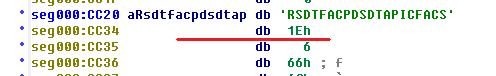 seg000:CC20 aRsdtfacpdsdtap db 'RSDTFACPDSDTAPICFACS'
seg000:CC34 db 1Eh
seg000:CC35 db 6
seg000:CC36 db 66h ; f